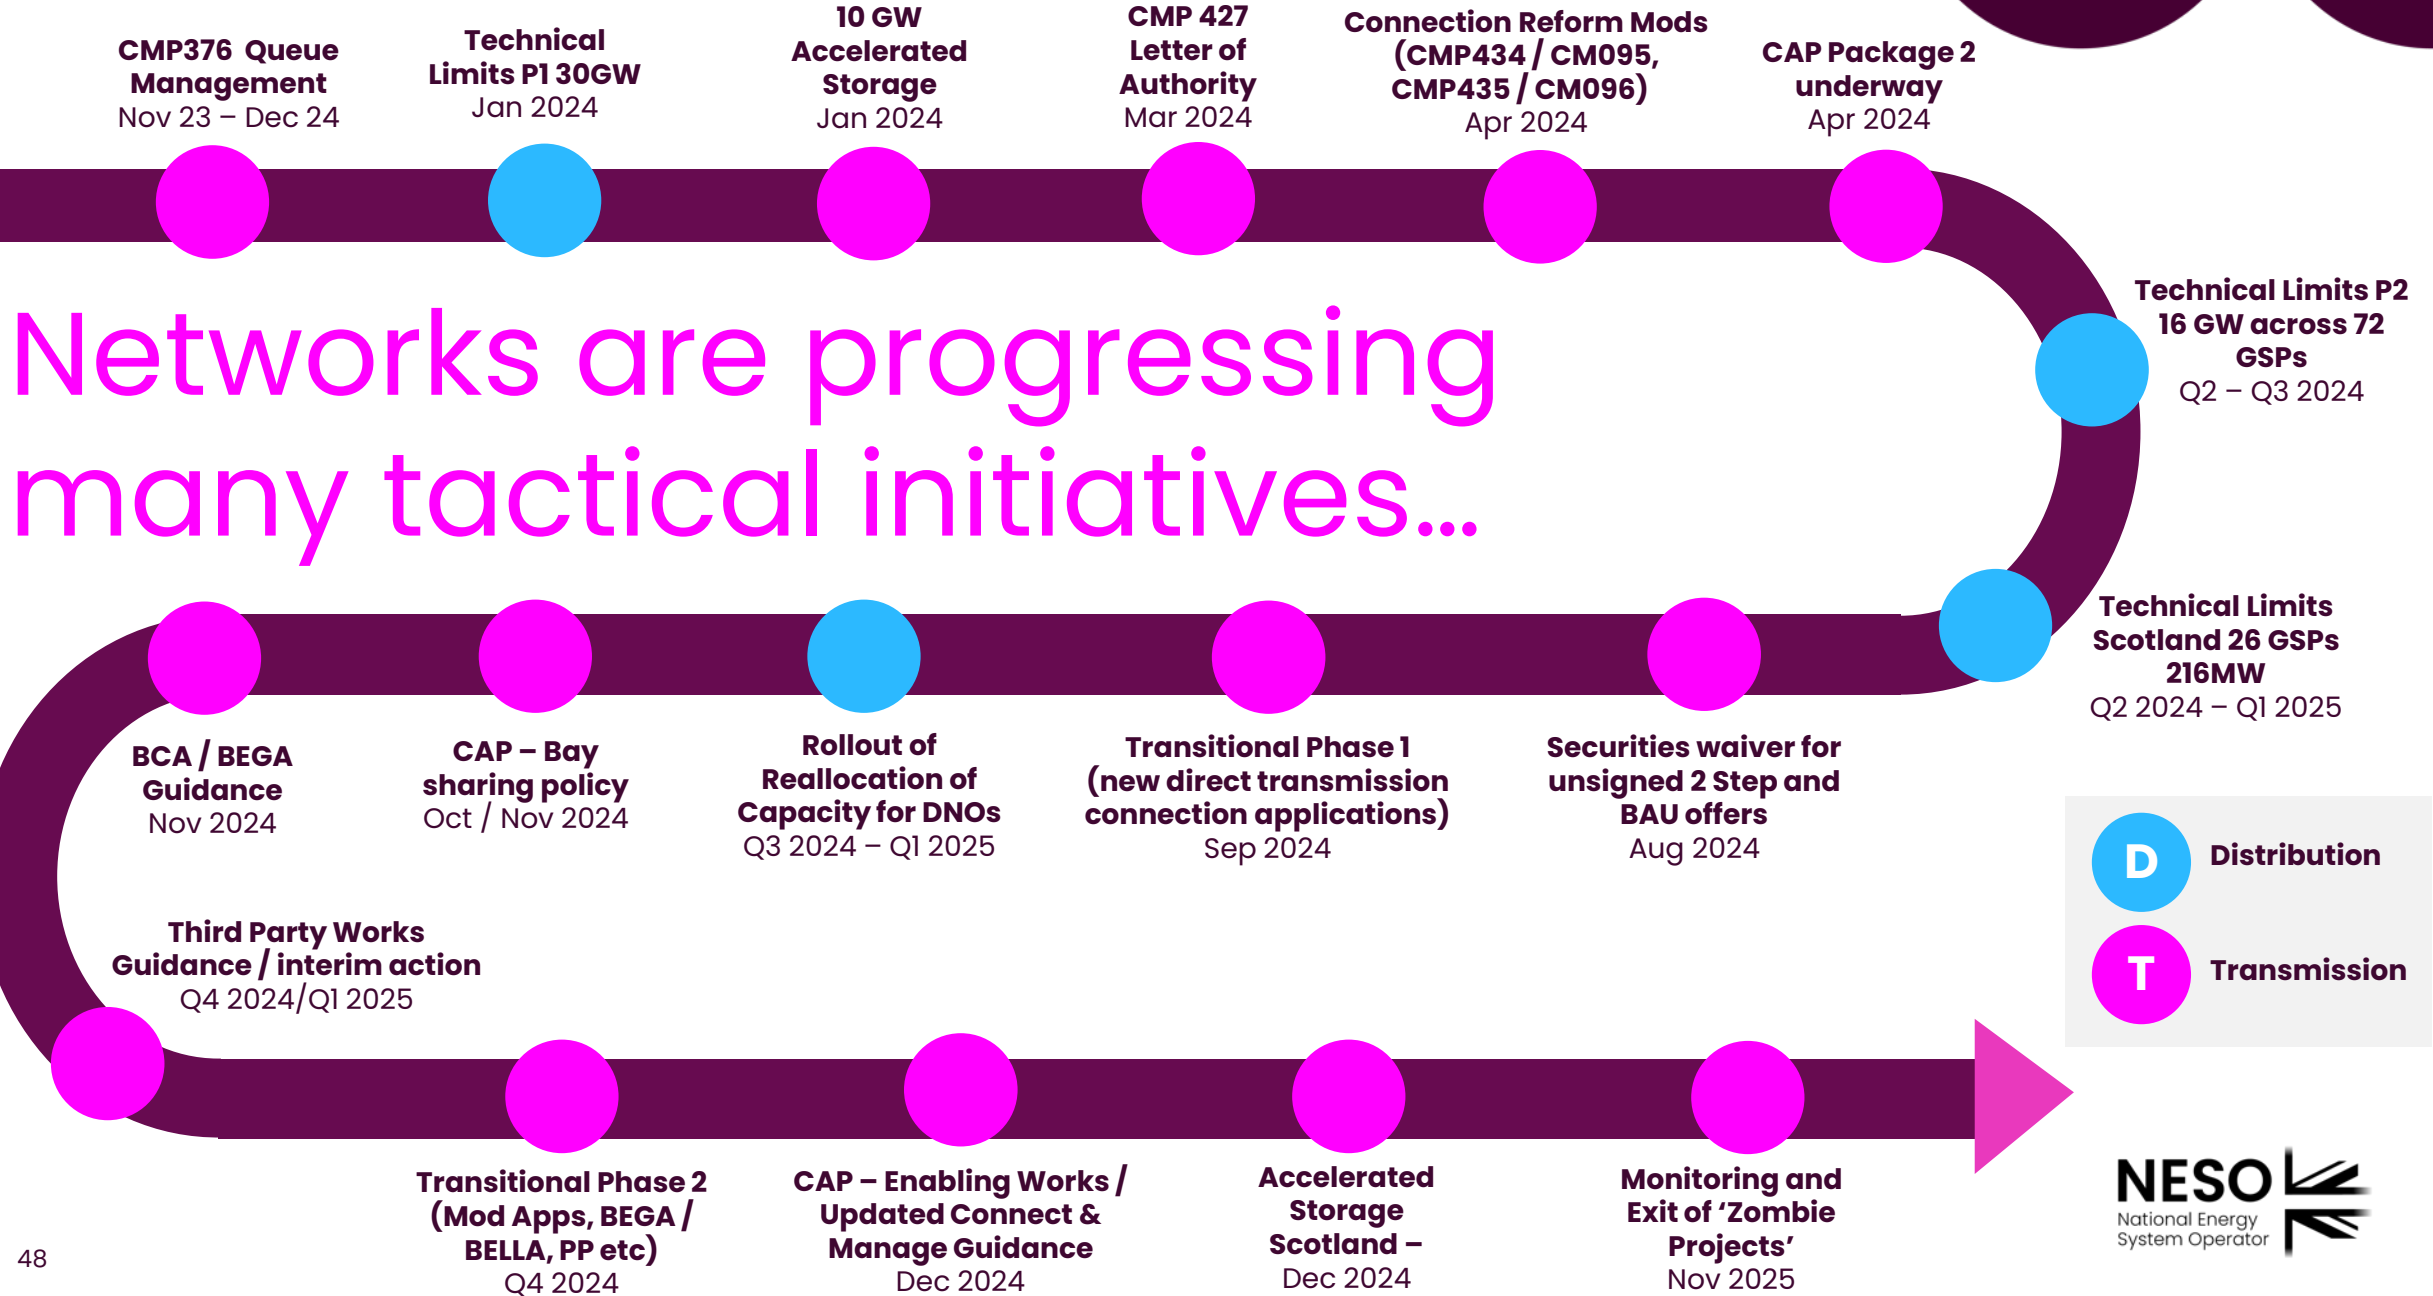 CMP376 Queue
Management
Nov 23 – Dec 24
Technical
Limits P1 30GW
Jan 2024
10 GW
Accelerated
Storage
Jan 2024
CMP 427
Letter of
Authority
Mar 2024
Connection Reform Mods
(CMP434 / CM095,
CMP435 / CM096)
Apr 2024
CAP Package 2
underway
Apr 2024
Technical Limits P2
16 GW across 72
GSPs
Q2 – Q3 2024
Networks are progressing
many tactical initiatives…
Technical Limits
Scotland 26 GSPs
216MW
Q2 2024 – Q1 2025
Securities waiver for
unsigned 2 Step and
BAU offers
Aug 2024
Transitional Phase 1
(new direct transmission
connection applications)
Sep 2024
Rollout of
Reallocation of
Capacity for DNOs
Q3 2024 – Q1 2025
CAP – Bay
sharing policy
Oct / Nov 2024
BCA / BEGA
Guidance
Nov 2024
Third Party Works
Guidance / interim action
Q4 2024/Q1 2025
Transitional Phase 2
(Mod Apps, BEGA /
BELLA, PP etc)
Q4 2024
CAP – Enabling Works /
Updated Connect &
Manage Guidance
Dec 2024
Accelerated
Storage
Scotland –
Dec 2024
Monitoring and
Exit of ‘Zombie
Projects’
Nov 2025
D Distribution
T Transmission
NESO
National Energy
System Operator
48